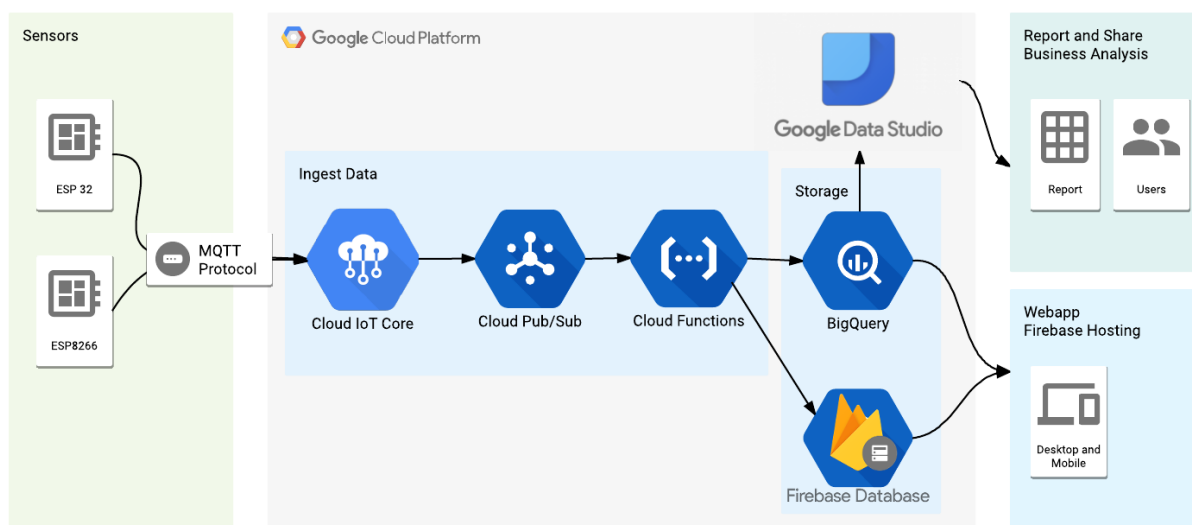 Sensors
ESP 32
ESP8266
MQTT
Protocol
Google Cloud Platform
Ingest Data
Cloud IoT Core
Cloud Pub/Sub
Cloud Functions
Google Data Studio
Storage
BigQuery
Firebase Database
Report and Share
Business Analysis
Report
Users
Webapp
Firebase Hosting
Desktop and
Mobile